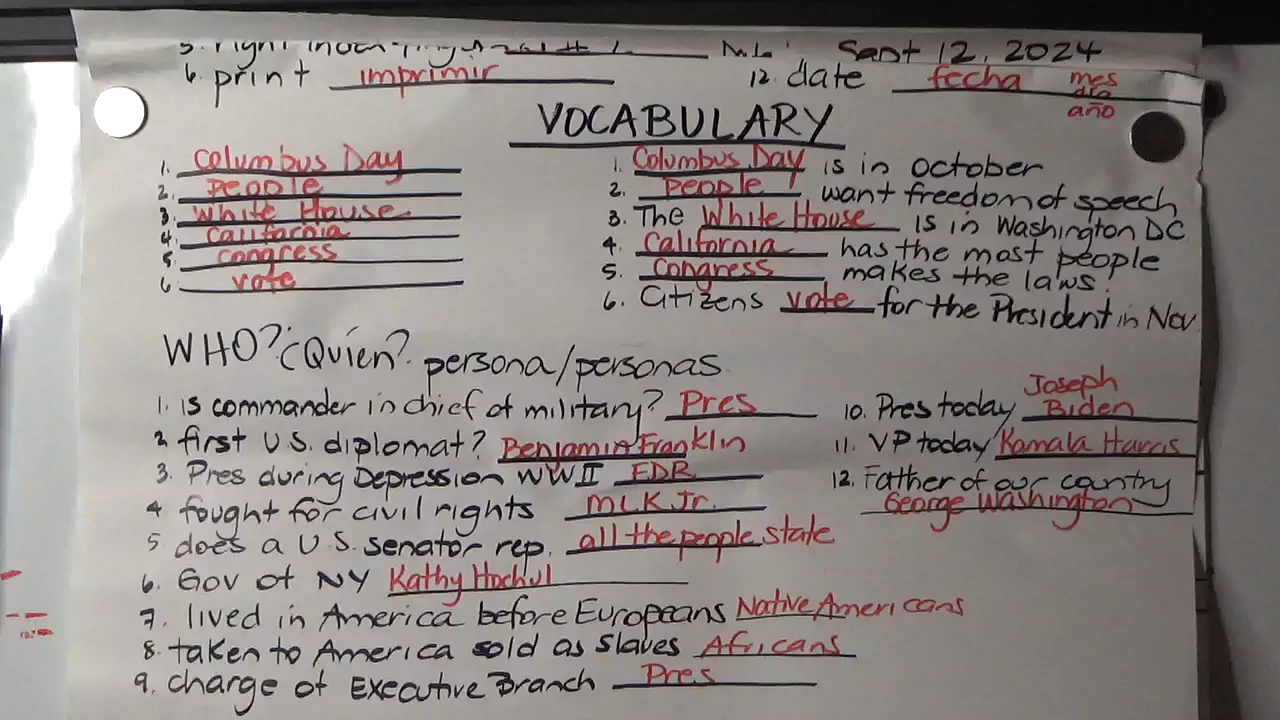 5. right
Sept 12, 2024
6. print imprimir
12. date fecha mes
dia
año
VOCABULARY
1. Columbus Day
2. people
3. White House
4. California
5. congress
6. vote
1. Columbus Day is in october
2. people want freedom of speech
3. The White House is in Washington DC
4. California has the most people
5. Congress makes the laws.
6. Citizens vote for the President in Nov
WHO? ¿Quíen? persona/personas
1. is commander in chief of military? Pres
2. first U.S. diplomat? Benjamin Franklin
3. Pres during Depression WWII FDR
4. fought for civil rights MLK Jr.
5. does a U.S. senator rep. all the people state
6. Gov of NY Kathy Hochul
7. lived in America before Europeans Native Americans
8. taken to America sold as slaves Africans
9. charge of Executive Branch Pres
10. Pres today Joseph
Biden
11. VP today Kamala Harris
12. Father of our country
George Washington